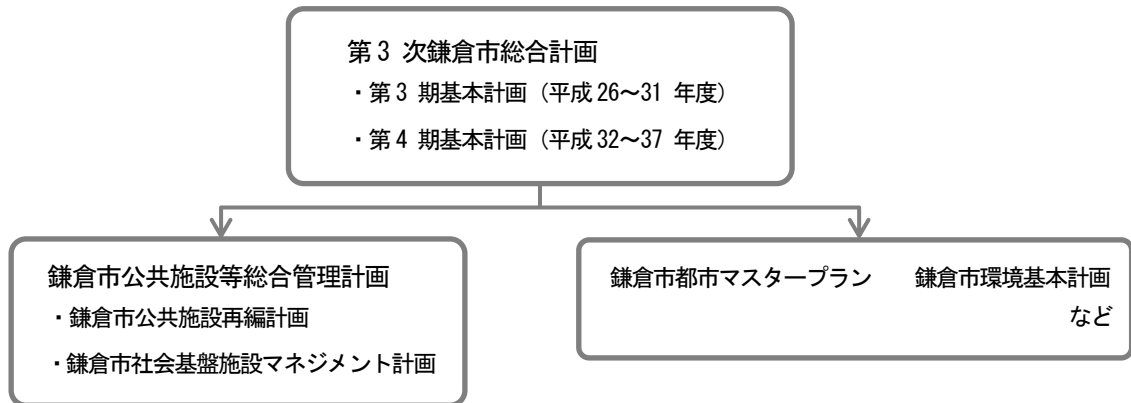 第3 次鎌倉市総合計画
・第3 期基本計画（平成26～31 年度）
・第4 期基本計画（平成32～37 年度）
鎌倉市公共施設等総合管理計画
・鎌倉市公共施設再編計画
・鎌倉市社会基盤施設マネジメント計画
鎌倉市都市マスタープラン　　鎌倉市環境基本計画
など